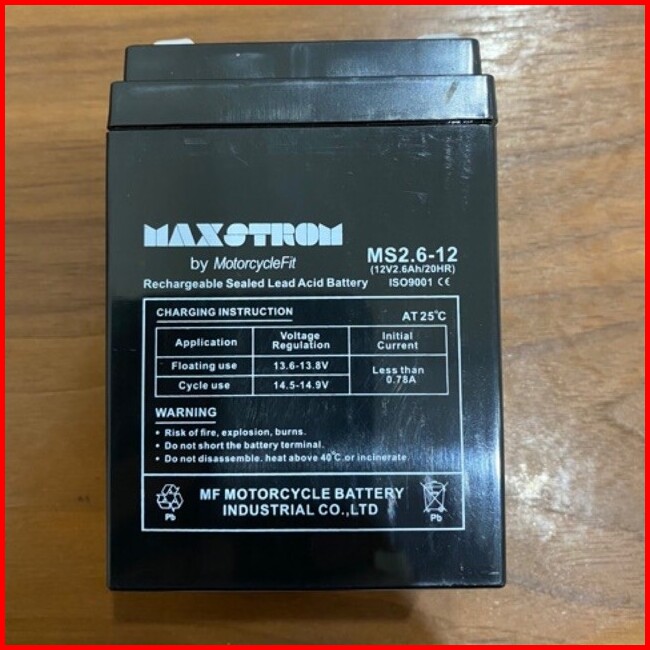 MAXSTROM
by MotorcycleFit
MS2.6-12
(12V2.6Ah/20HR)
Rechargeable Sealed Lead Acid Battery
ISO9001 CE
CHARGING INSTRUCTION
AT 25℃
Application Voltage Regulation Initial Current
Floating use 13.6-13.8V Less than 0.78A
Cycle use 14.5-14.9V
WARNING
• Risk of fire, explosion, burns.
• Do not short the battery terminal.
• Do not disassemble. heat above 40℃.or incinerate.
Pb
MF MOTORCYCLE BATTERY
INDUSTRIAL CO.,LTD
Pb